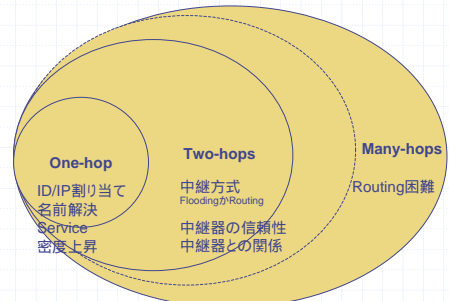 One-hop
ID/IP割り当て
名前解決
Service
密度上昇
Two-hops
中継方式
FloodingかRouting
中継器の信頼性
中継器との関係
Many-hops
Routing困難